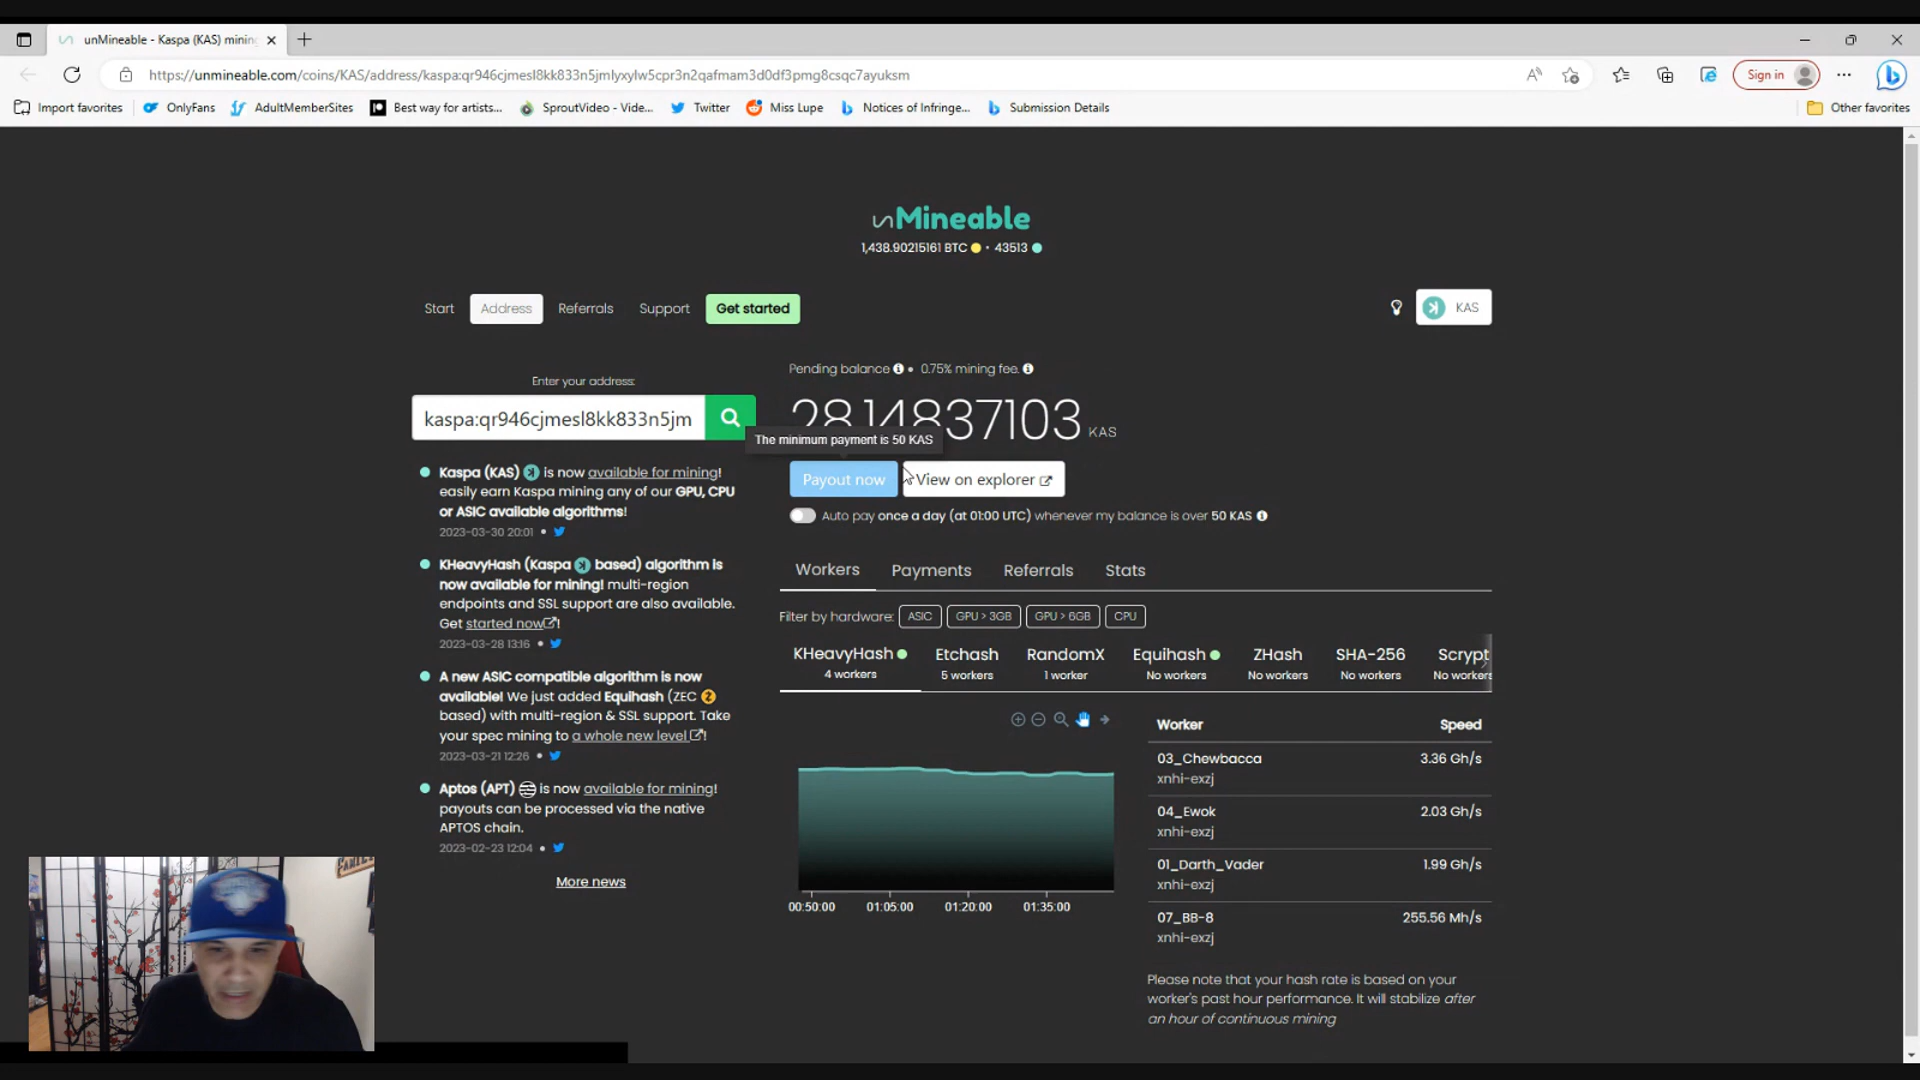 unMineable - Kaspa (KAS) minin
https://unmineable.com/coins/KAS/address/kaspa:qr946cjmesl8kk833n5jmlyxylw5cpr3n2qafmam3d0df3pmg8csqc7ayuksm
Sign in
Import favorites
OnlyFans
AdultMemberSites
Best way for artists...
SproutVideo - Vide...
Twitter
Miss Lupe
Notices of Infringe...
Submission Details
Other favorites
unMineable
1,438.90215161 BTC • 43513
Start
Address
Referrals
Support
Get started
KAS
Enter your address:
kaspa:qr946cjmesl8kk833n5jm
Pending balance • 0.75% mining fee.
28.14837103 KAS
The minimum payment is 50 KAS
Payout now
View on explorer
Auto pay once a day (at 01:00 UTC) whenever my balance is over 50 KAS
Kaspa (KAS) is now available for mining!
easily earn Kaspa mining any of our GPU, CPU
or ASIC available algorithms!
2023-03-30 20:01 •
KHeavyHash (Kaspa based) algorithm is
now available for mining! multi-region
endpoints and SSL support are also available.
Get started now!
2023-03-28 13:16 •
A new ASIC compatible algorithm is now
available! We just added Equihash (ZEC
based) with multi-region & SSL support. Take
your spec mining to a whole new level!
2023-03-21 12:26 •
Aptos (APT) is now available for mining!
payouts can be processed via the native
APTOS chain.
2023-02-23 12:04 •
More news
Workers
Payments
Referrals
Stats
Filter by hardware:
ASIC
GPU > 3GB
GPU > 6GB
CPU
KHeavyHash
4 workers
Etchash
5 workers
RandomX
1 worker
Equihash
No workers
ZHash
No workers
SHA-256
No workers
Scrypt
No workers
00:50:00
01:05:00
01:20:00
01:35:00
Worker
Speed
03_Chewbacca
3.36 Gh/s
xnhi-exzj
04_Ewok
2.03 Gh/s
xnhi-exzj
01_Darth_Vader
1.99 Gh/s
xnhi-exzj
07_BB-8
255.56 Mh/s
xnhi-exzj
Please note that your hash rate is based on your
worker's past hour performance. It will stabilize after
an hour of continuous mining